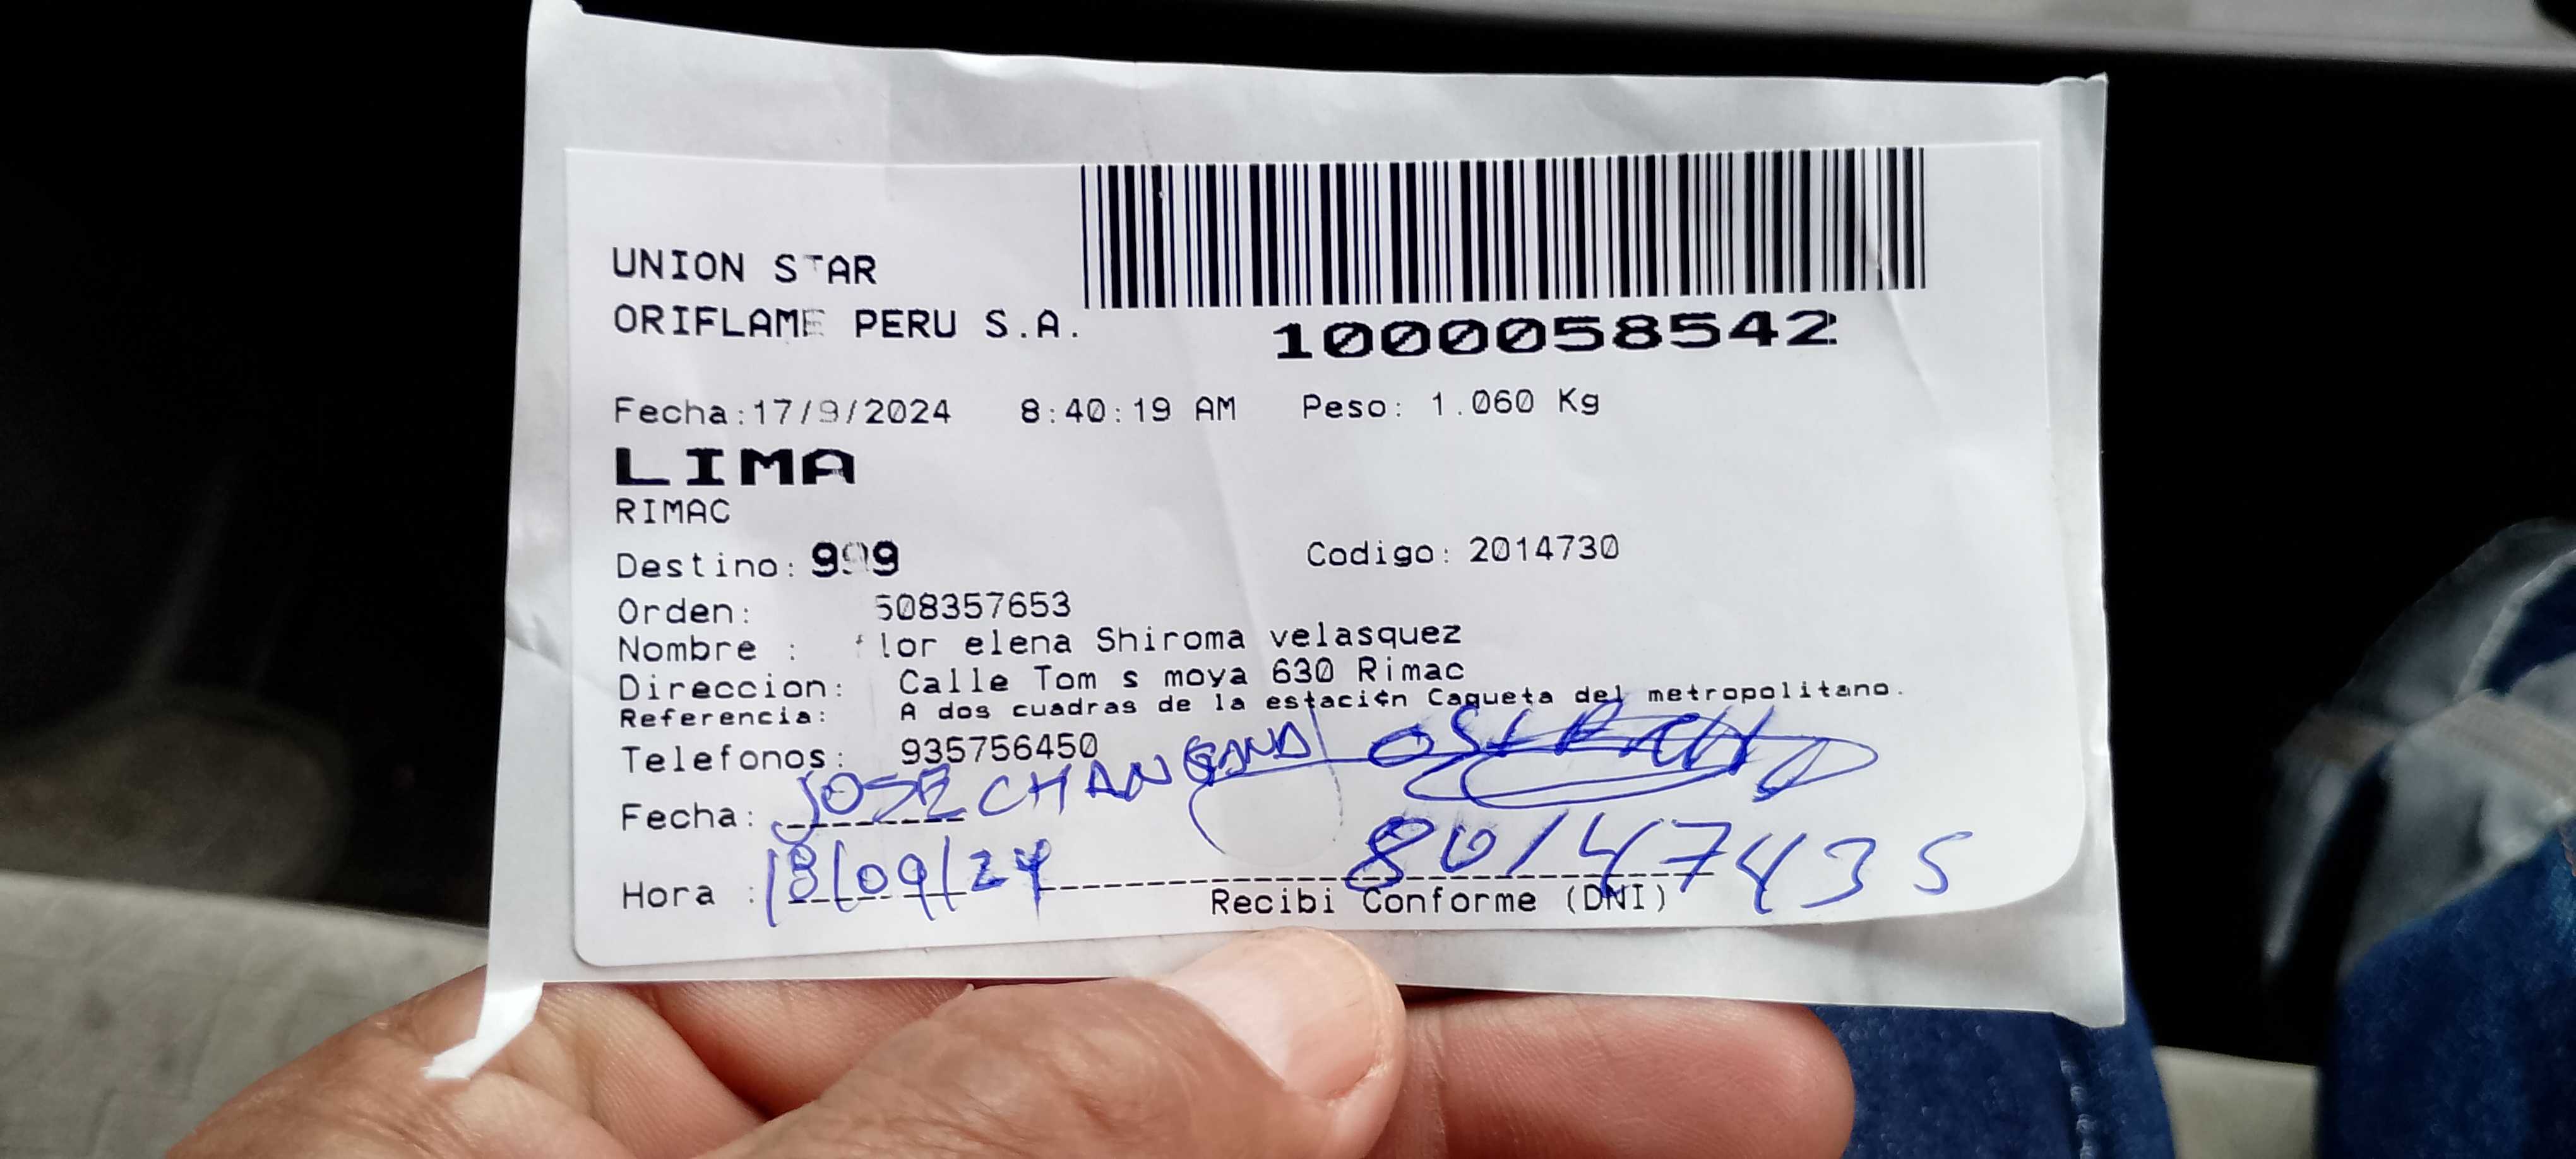 UNION STAR
ORIFLAME PERU S.A.
1000058542
Fecha:17/9/2024 8:40:19 AM Peso: 1.060 Kg
LIMA
RIMAC
Destino: 999 Codigo: 2014730
Orden: 508357653
Nombre : flor elena Shiroma velasquez
Direccion: Calle Tom s moya 630 Rimac
Referencia: A dos cuadras de la estaci¢n Caqueta del metropolitano.
Telefonos: 935756450
Fecha: JOSE
Hora : 18/09/24 80147435
Recibi Conforme (DNI)